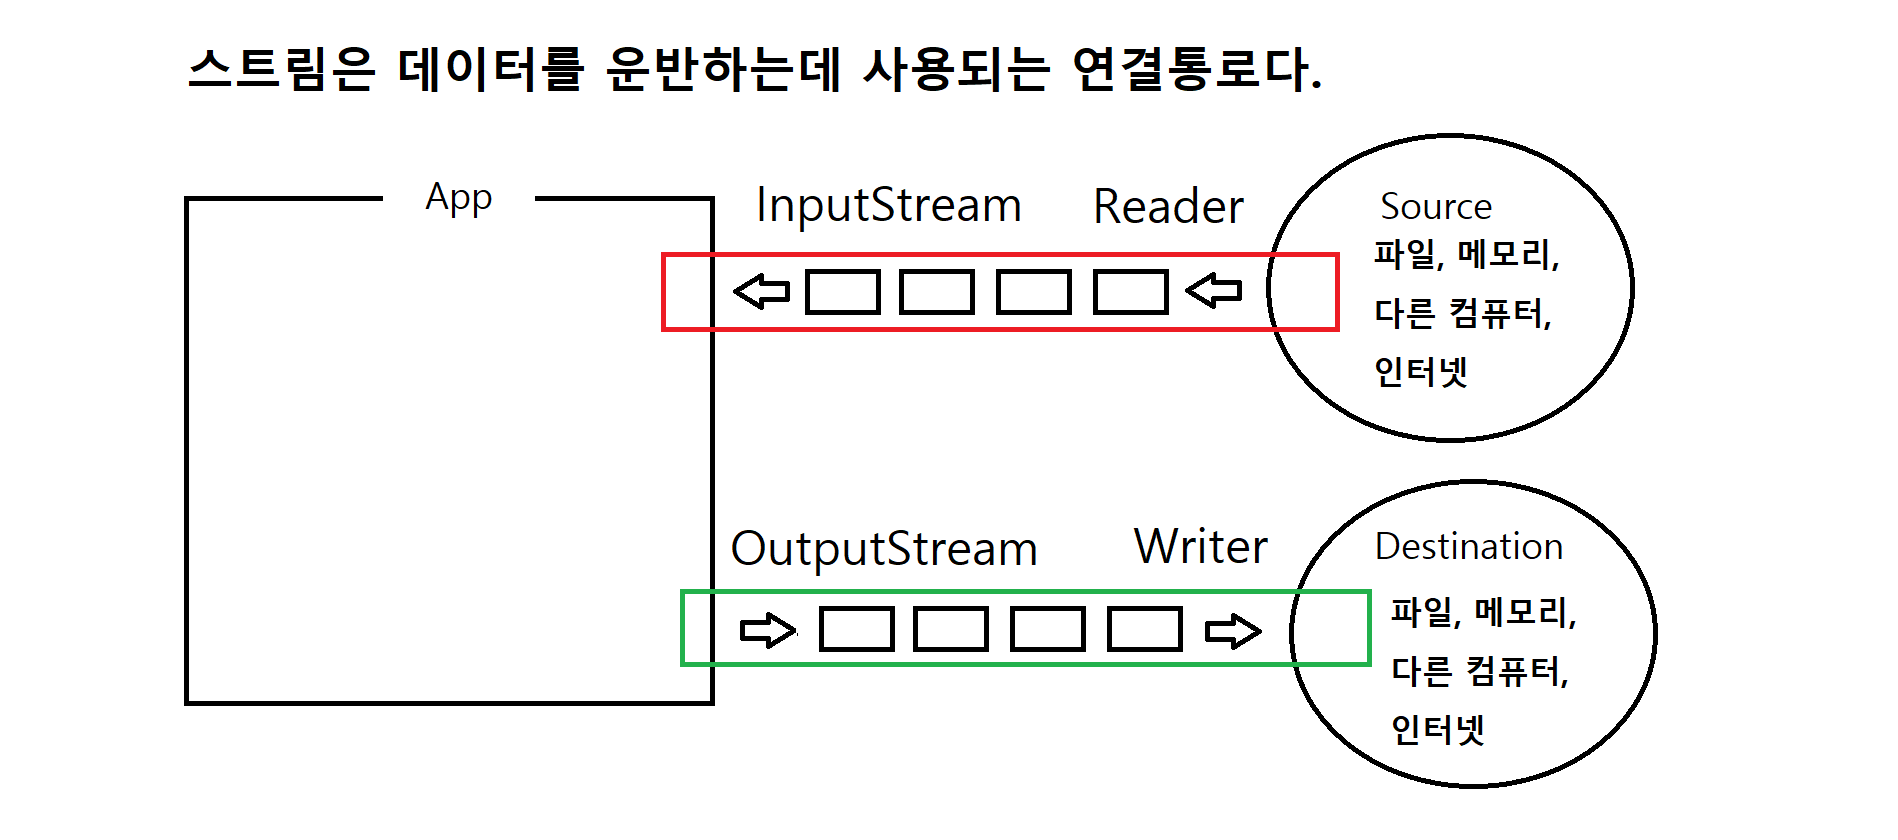 스트림은 데이터를 운반하는데 사용되는 연결통로다.
App
InputStream
Reader
Source
파일, 메모리,
다른 컴퓨터,
인터넷
OutputStream
Writer
Destination
파일, 메모리,
다른 컴퓨터,
인터넷